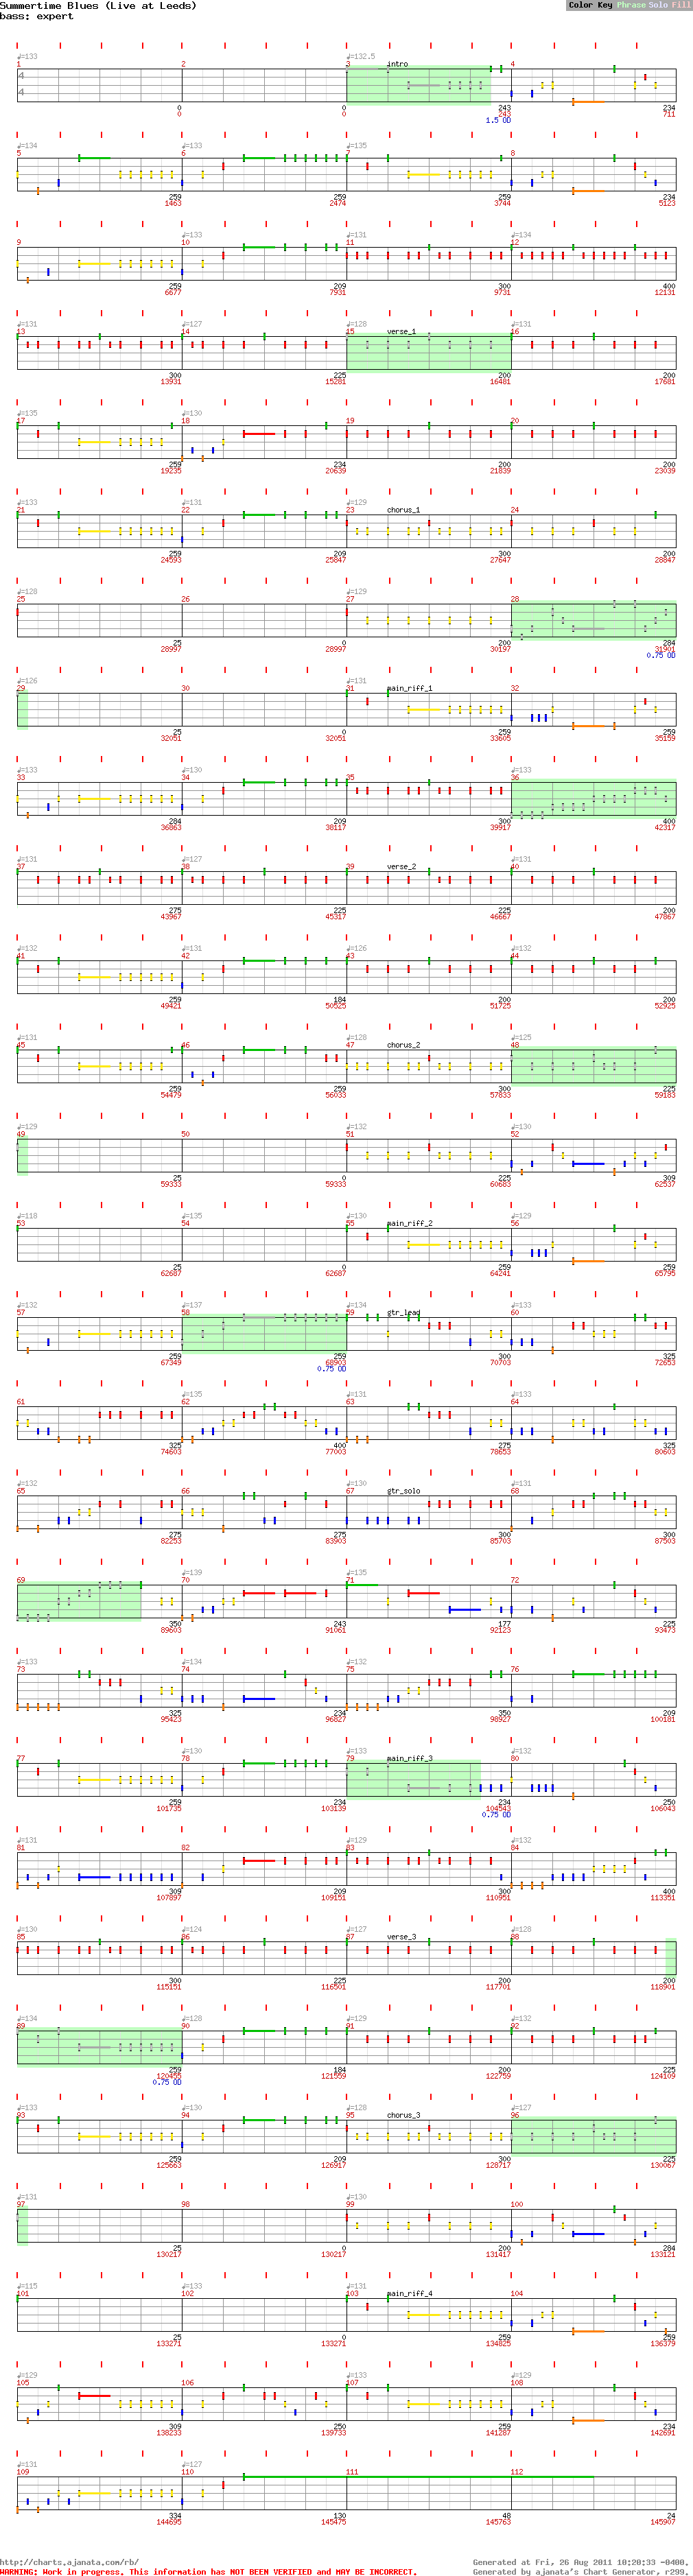 Summertime Blues (Live at Leeds)
Color Key Phrase Solo Fill
bass: expert
♩=133 ♩=132.5
1 2 3 intro 4
4
4
0 0 243 234
0 0 243 711
1.5 OD
♩=134 ♩=133 ♩=135
5 6 7 8
259 259 259 234
1463 2474 3744 5123
♩=133 ♩=131 ♩=134
9 10 11 12
259 209 300 400
6677 7931 9731 12131
♩=131 ♩=127 ♩=128 ♩=131
13 14 15 verse_1 16
300 225 200 200
13931 15281 16481 17681
♩=135 ♩=130
17 18 19 20
259 234 200 200
19235 20639 21839 23039
♩=133 ♩=131 ♩=129
21 22 23 chorus_1 24
259 209 300 200
24593 25847 27647 28847
♩=128 ♩=129
25 26 27 28
25 0 200 284
28997 28997 30197 31901
0.75 OD
♩=126 ♩=131
29 30 31 main_riff_1 32
25 0 259 259
32051 32051 33605 35159
♩=133 ♩=130 ♩=133
33 34 35 36
284 209 300 400
36863 38117 39917 42317
♩=131 ♩=127 ♩=131
37 38 39 verse_2 40
275 225 225 200
43967 45317 46667 47867
♩=132 ♩=131 ♩=126 ♩=132
41 42 43 44
259 184 200 200
49421 50525 51725 52925
♩=131 ♩=128 ♩=125
45 46 47 chorus_2 48
259 259 300 225
54479 56033 57833 59183
♩=129 ♩=132 ♩=130
49 50 51 52
25 0 225 309
59333 59333 60683 62537
♩=118 ♩=135 ♩=130 ♩=129
53 54 55 main_riff_2 56
25 0 259 259
62687 62687 64241 65795
♩=132 ♩=137 ♩=134 ♩=133
57 58 59 gtr_lead 60
259 259 300 325
67349 68903 70703 72653
0.75 OD
♩=135 ♩=131 ♩=133
61 62 63 64
325 400 275 325
74603 77003 78653 80603
♩=132 ♩=130 ♩=131
65 66 67 gtr_solo 68
275 275 300 300
82253 83903 85703 87503
♩=139 ♩=135
69 70 71 72
350 243 177 225
89603 91061 92123 93473
♩=133 ♩=134 ♩=132
73 74 75 76
325 234 350 209
95423 96827 98927 100181
♩=130 ♩=133 ♩=132
77 78 79 main_riff_3 80
259 234 234 250
101735 103139 104543 106043
0.75 OD
♩=131 ♩=129 ♩=132
81 82 83 84
309 209 300 400
107897 109151 110951 113351
♩=130 ♩=124 ♩=127 ♩=128
85 86 87 verse_3 88
300 225 200 200
115151 116501 117701 118901
♩=134 ♩=128 ♩=129 ♩=132
89 90 91 92
259 184 200 225
120455 121559 122759 124109
0.75 OD
♩=133 ♩=130 ♩=128 ♩=127
93 94 95 chorus_3 96
259 209 300 225
125663 126917 128717 130067
♩=131 ♩=130
97 98 99 100
25 0 200 284
130217 130217 131417 133121
♩=115 ♩=133 ♩=131
101 102 103 main_riff_4 104
25 0 259 259
133271 133271 134825 136379
♩=129 ♩=133 ♩=129
105 106 107 108
309 250 259 234
138233 139733 141287 142691
♩=131 ♩=127
109 110 111 112
334 130 48 24
144695 145475 145763 145907
http://charts.ajanata.com/rb/
Generated at Fri, 26 Aug 2011 18:28:33 -0400.
WARNING: Work in progress. This information has NOT BEEN VERIFIED and MAY BE INCORRECT.
Generated by ajanata's Chart Generator, r299.